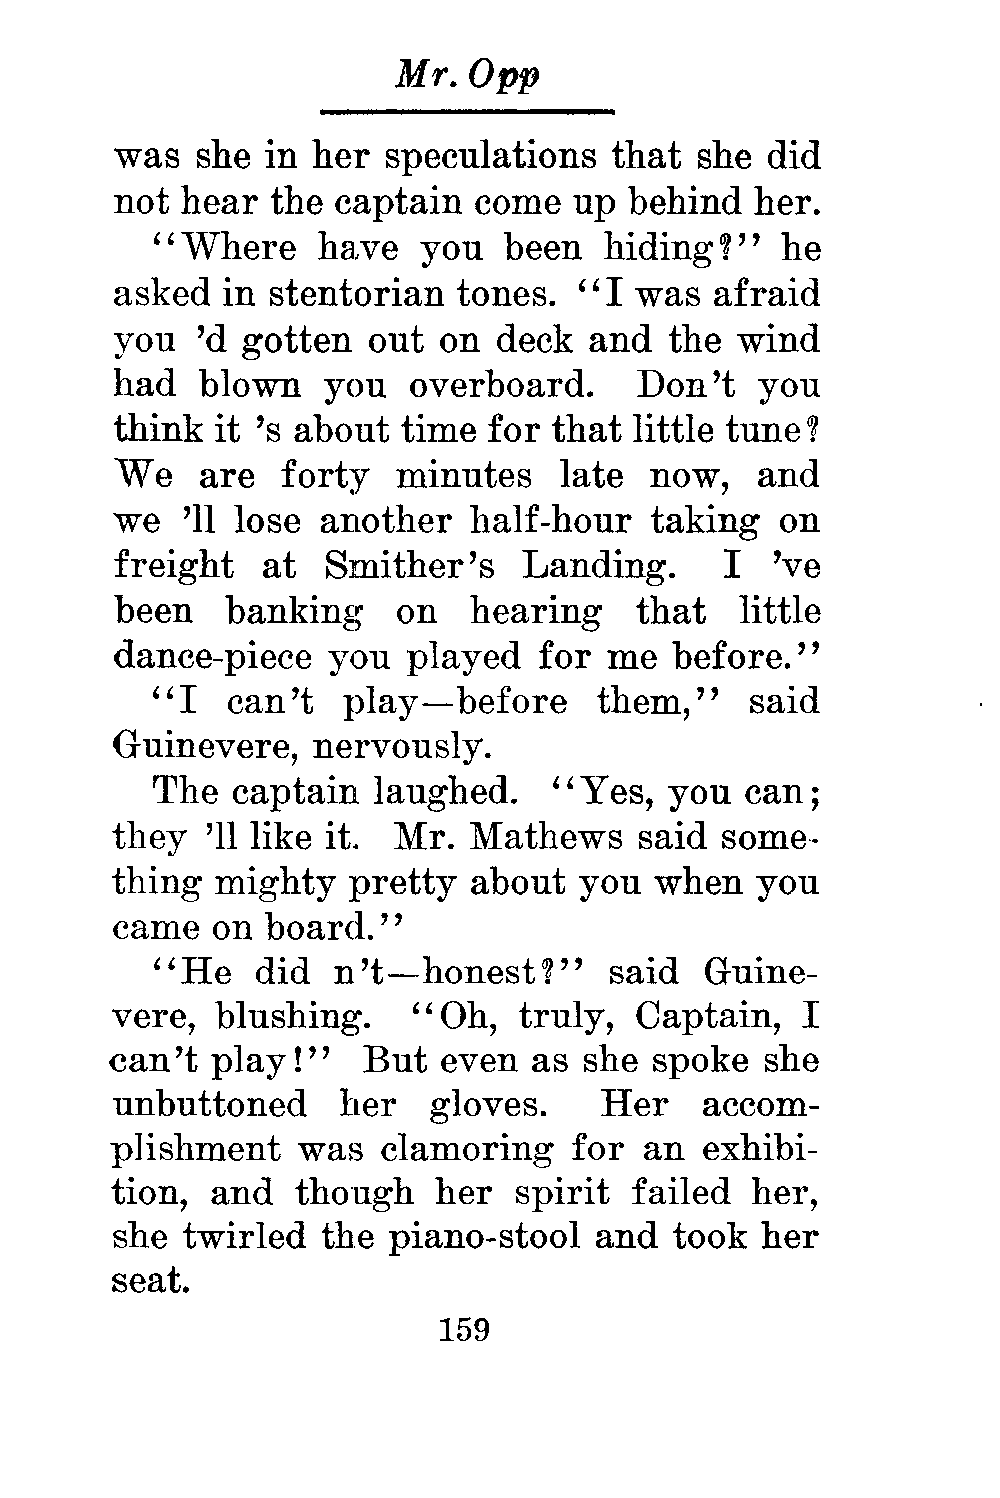 Mr. Opp
was she in her speculations that she did
not hear the captain come up behind her.
"Where have you been hiding?" he
asked in stentorian tones. "I was afraid
you 'd gotten out on deck and the wind
had blown you overboard. Don't you
think it 's about time for that little tune?
We are forty minutes late now, and
we 'll lose another half-hour taking on
freight at Smither's Landing. I 've
been banking on hearing that little
dance-piece you played for me before."
"I can't play—before them," said
Guinevere, nervously.
The captain laughed. "Yes, you can;
they 'll like it. Mr. Mathews said some-
thing mighty pretty about you when you
came on board."
"He did n't—honest?" said Guine-
vere, blushing. "Oh, truly, Captain, I
can't play!" But even as she spoke she
unbuttoned her gloves. Her accom-
plishment was clamoring for an exhibi-
tion, and though her spirit failed her,
she twirled the piano-stool and took her
seat.
159